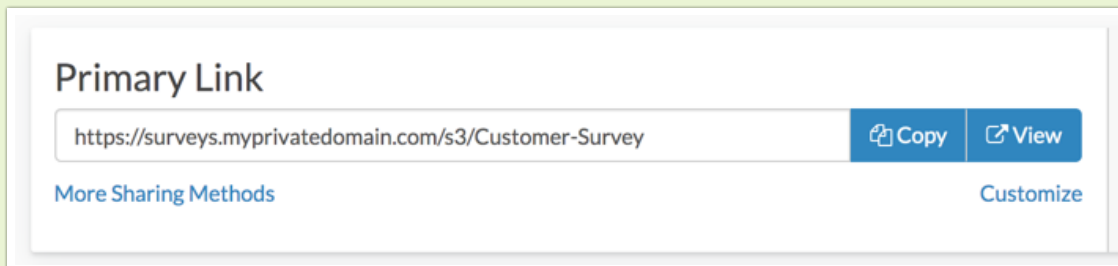 Primary Link
https://surveys.myprivatedomain.com/s3/Customer-Survey Copy View
More Sharing Methods Customize